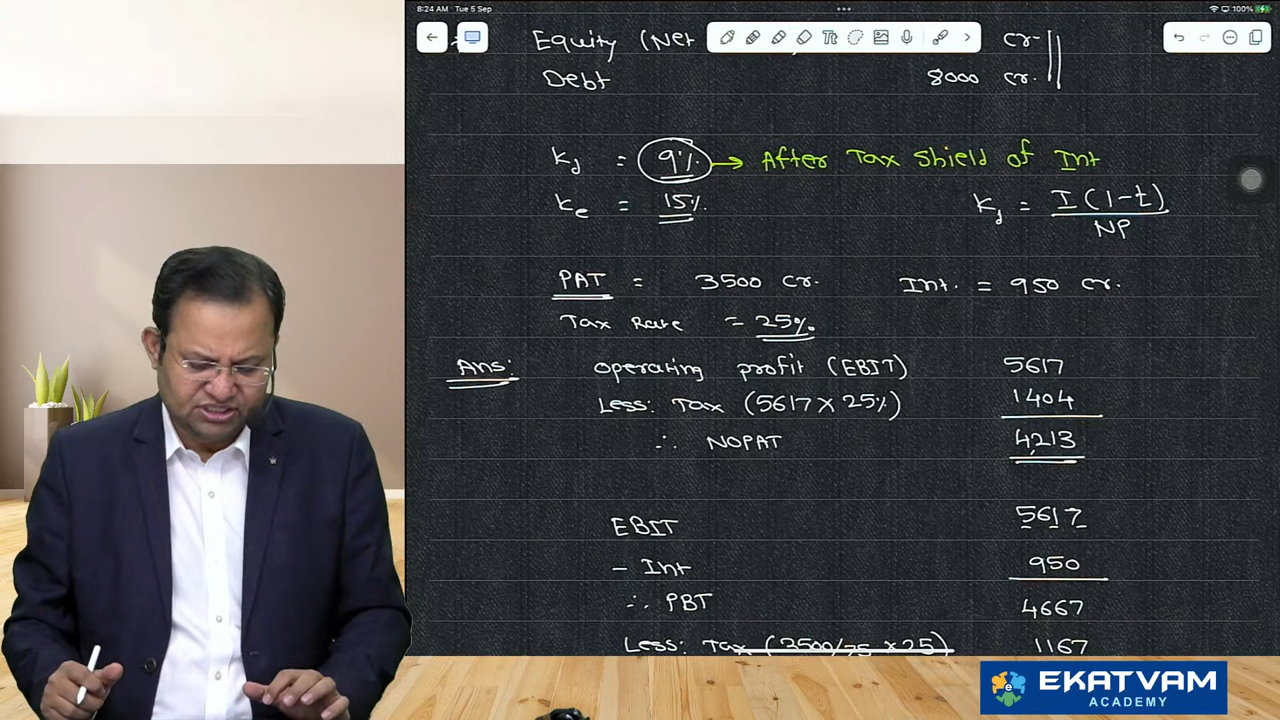 8:24 AM Tue 5 Sep
100%
Equity (Net cr.
Debt 8000 cr.
Kd = 9% → After Tax Shield of Int
Ke = 15%
Kd = I (1-t)
NP
PAT = 3500 cr. Int. = 950 cr.
Tax Rate = 25%
Ans: Operating profit (EBIT) 5617
Less: Tax (5617 X 25%) 1404
∴ NOPAT 4213
EBIT 5617
- Int 950
∴ PBT 4667
Less: Tax (3500/75 x 25) 1167
EKATVAM
ACADEMY